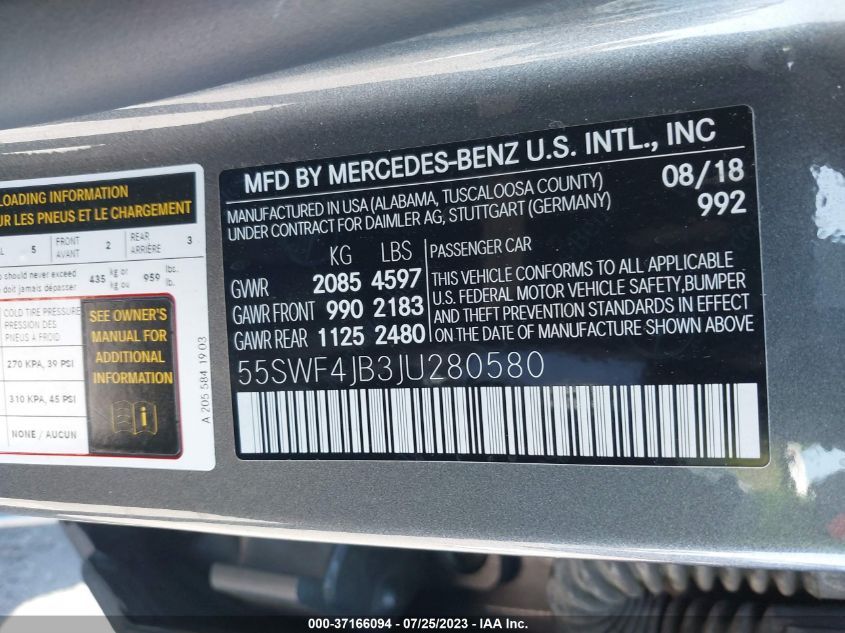 LOADING INFORMATION
UR LES PNEUS ET LE CHARGEMENT
L 5 FRONT AVANT 2 REAR ARRIÈRE 3
should never exceed
doit jamais dépasser
435 kg or kg ou 959 lbs. lb.
COLD TIRE PRESSURE
PRESSION DES
PNEUS A FROID
270 KPA, 39 PSI
310 KPA, 45 PSI
NONE / AUCUN
SEE OWNER'S
MANUAL FOR
ADDITIONAL
INFORMATION
A 205 584 19 03
MFD BY MERCEDES-BENZ U.S. INTL., INC
MANUFACTURED IN USA (ALABAMA, TUSCALOOSA COUNTY)
UNDER CONTRACT FOR DAIMLER AG, STUTTGART (GERMANY)
08/18
992
KG LBS
GVWR 2085 4597
GAWR FRONT 990 2183
GAWR REAR 1125 2480
PASSENGER CAR
THIS VEHICLE CONFORMS TO ALL APPLICABLE
U.S. FEDERAL MOTOR VEHICLE SAFETY,BUMPER
AND THEFT PREVENTION STANDARDS IN EFFECT
ON THE DATE OF MANUFACTURE SHOWN ABOVE
55SWF4JB3JU280580
000-37166094 - 07/25/2023 - IAAI.com